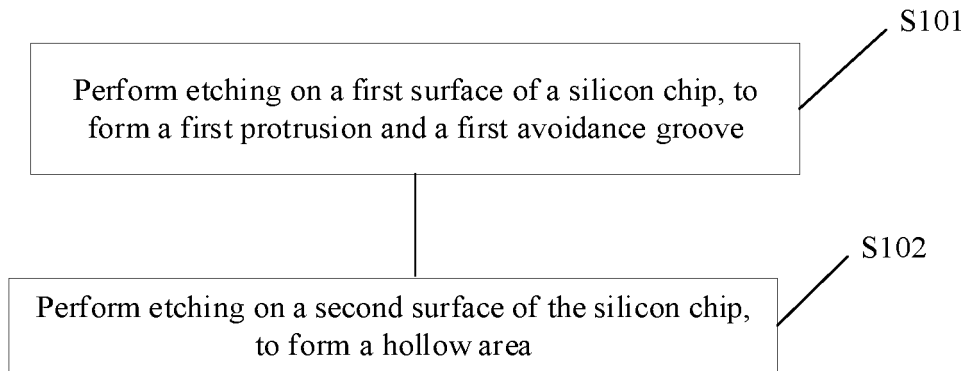 S101
Perform etching on a first surface of a silicon chip, to
form a first protrusion and a first avoidance groove
S102
Perform etching on a second surface of the silicon chip,
to form a hollow area